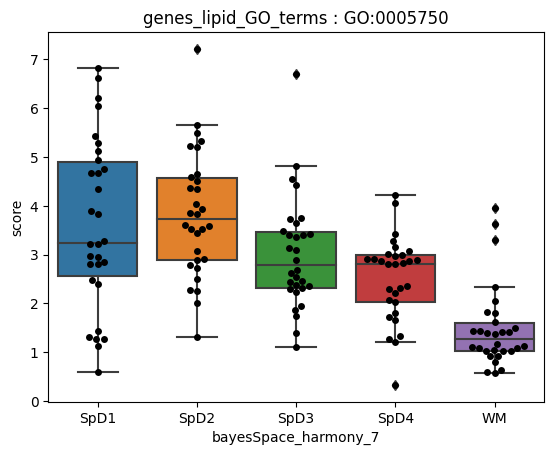 genes_lipid_GO_terms : GO:0005750
7
6
5
4
3
2
1
0
score
SpD1 SpD2 SpD3 SpD4 WM
bayesSpace_harmony_7